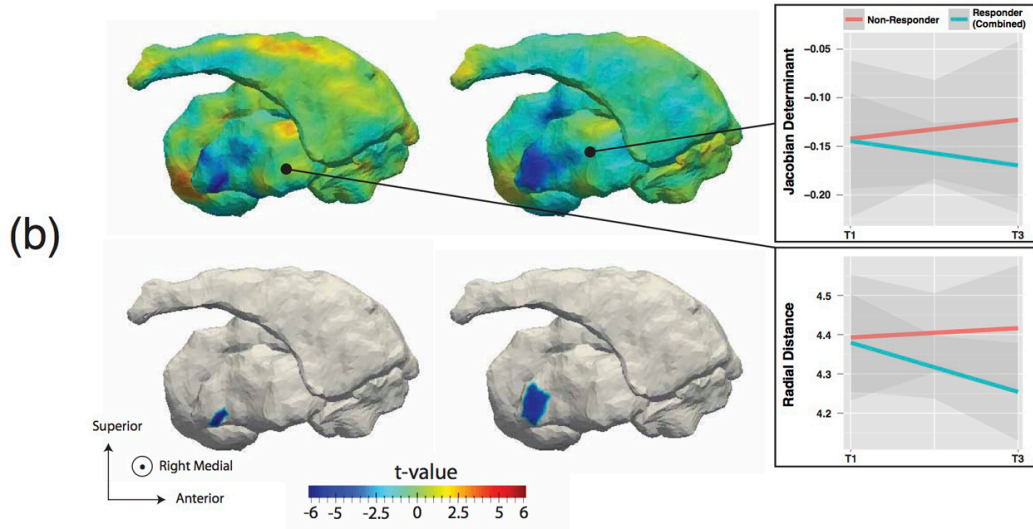 (b)
Non-Responder
Responder
(Combined)
Jacobian Determinant
−0.05
−0.10
−0.15
−0.20
T1
T3
Radial Distance
4.5
4.4
4.3
4.2
T1
T3
Superior
Right Medial
Anterior
t-value
-6 -5 -2.5 0 2.5 5 6